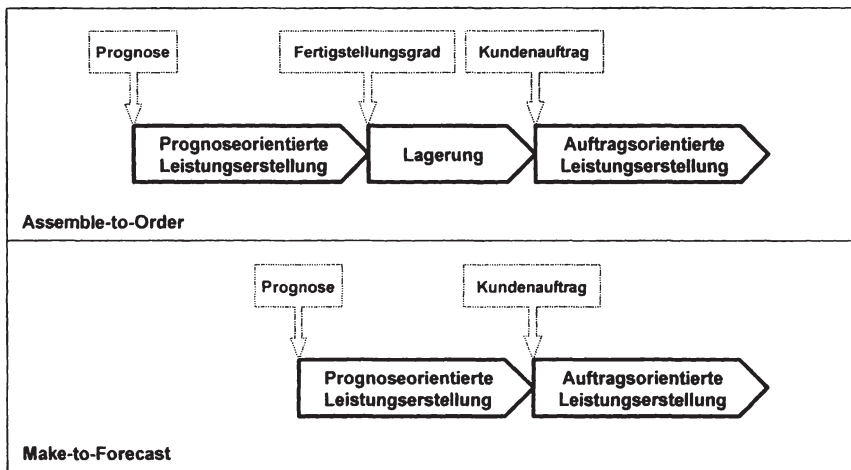 Prognose
Fertigstellungsgrad
Kundenauftrag
Prognoseorientierte
Leistungserstellung
Lagerung
Auftragsorientierte
Leistungserstellung
Assemble-to-Order
Prognose
Kundenauftrag
Prognoseorientierte
Leistungserstellung
Auftragsorientierte
Leistungserstellung
Make-to-Forecast